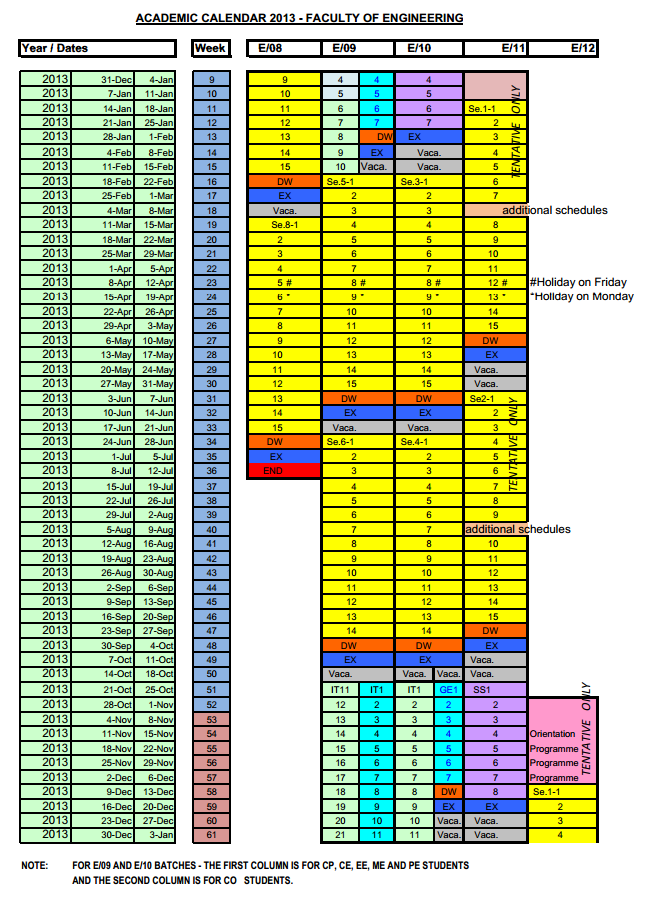 ACADEMIC CALENDAR 2013 - FACULTY OF ENGINEERING
Year / Dates Week E/08 E/09 E/10 E/11 E/12
2013 31-Dec 4-Jan 9 9 4 4 4
2013 7-Jan 11-Jan 10 10 5 5 5
2013 14-Jan 18-Jan 11 11 6 6 6 Se.1-1
2013 21-Jan 25-Jan 12 12 7 7 7 2
2013 28-Jan 1-Feb 13 13 8 DW EX 3
2013 4-Feb 8-Feb 14 14 9 EX Vaca. 4
2013 11-Feb 15-Feb 15 15 10 Vaca. Vaca. 5
TENTATIVE ONLY
2013 18-Feb 22-Feb 16 DW Se.5-1 Se.3-1 6
2013 25-Feb 1-Mar 17 EX 2 2 7
2013 4-Mar 8-Mar 18 Vaca. 3 3 additional schedules
2013 11-Mar 15-Mar 19 Se.8-1 4 4 8
2013 18-Mar 22-Mar 20 2 5 5 9
2013 25-Mar 29-Mar 21 3 6 6 10
2013 1-Apr 5-Apr 22 4 7 7 11
2013 8-Apr 12-Apr 23 5 # 8 # 8 # 12 # #Holiday on Friday
2013 15-Apr 19-Apr 24 6 * 9 * 9 * 13 * *Holiday on Monday
2013 22-Apr 26-Apr 25 7 10 10 14
2013 29-Apr 3-May 26 8 11 11 15
2013 6-May 10-May 27 9 12 12 DW
2013 13-May 17-May 28 10 13 13 EX
2013 20-May 24-May 29 11 14 14 Vaca.
2013 27-May 31-May 30 12 15 15 Vaca.
2013 3-Jun 7-Jun 31 13 DW DW Se2-1
2013 10-Jun 14-Jun 32 14 EX EX 2
2013 17-Jun 21-Jun 33 15 Vaca. Vaca. 3
2013 24-Jun 28-Jun 34 DW Se.6-1 Se.4-1 4
2013 1-Jul 5-Jul 35 EX 2 2 5
2013 8-Jul 12-Jul 36 END 3 3 6
2013 15-Jul 19-Jul 37 4 4 7
TENTATIVE ONLY
2013 22-Jul 26-Jul 38 5 5 8
2013 29-Jul 2-Aug 39 6 6 9
2013 5-Aug 9-Aug 40 7 7 additional schedules
2013 12-Aug 16-Aug 41 8 8 10
2013 19-Aug 23-Aug 42 9 9 11
2013 26-Aug 30-Aug 43 10 10 12
2013 2-Sep 6-Sep 44 11 11 13
2013 9-Sep 13-Sep 45 12 12 14
2013 16-Sep 20-Sep 46 13 13 15
2013 23-Sep 27-Sep 47 14 14 DW
2013 30-Sep 4-Oct 48 DW DW EX
2013 7-Oct 11-Oct 49 EX EX Vaca.
2013 14-Oct 18-Oct 50 Vaca. Vaca. Vaca. Vaca.
2013 21-Oct 25-Oct 51 IT11 IT1 IT1 GE1 SS1
2013 28-Oct 1-Nov 52 12 2 2 2 2
2013 4-Nov 8-Nov 53 13 3 3 3 3
2013 11-Nov 15-Nov 54 14 4 4 4 4 Orientation
2013 18-Nov 22-Nov 55 15 5 5 5 5 Programme
2013 25-Nov 29-Nov 56 16 6 6 6 6 Programme
2013 2-Dec 6-Dec 57 17 7 7 7 7 Programme
TENTATIVE ONLY
2013 9-Dec 13-Dec 58 18 8 8 DW 8 Se.1-1
2013 16-Dec 20-Dec 59 19 9 9 EX EX 2
2013 23-Dec 27-Dec 60 20 10 10 Vaca. Vaca. 3
2013 30-Dec 3-Jan 61 21 11 11 Vaca. Vaca. 4
NOTE: FOR E/09 AND E/10 BATCHES - THE FIRST COLUMN IS FOR CP, CE, EE, ME AND PE STUDENTS
AND THE SECOND COLUMN IS FOR CO STUDENTS.